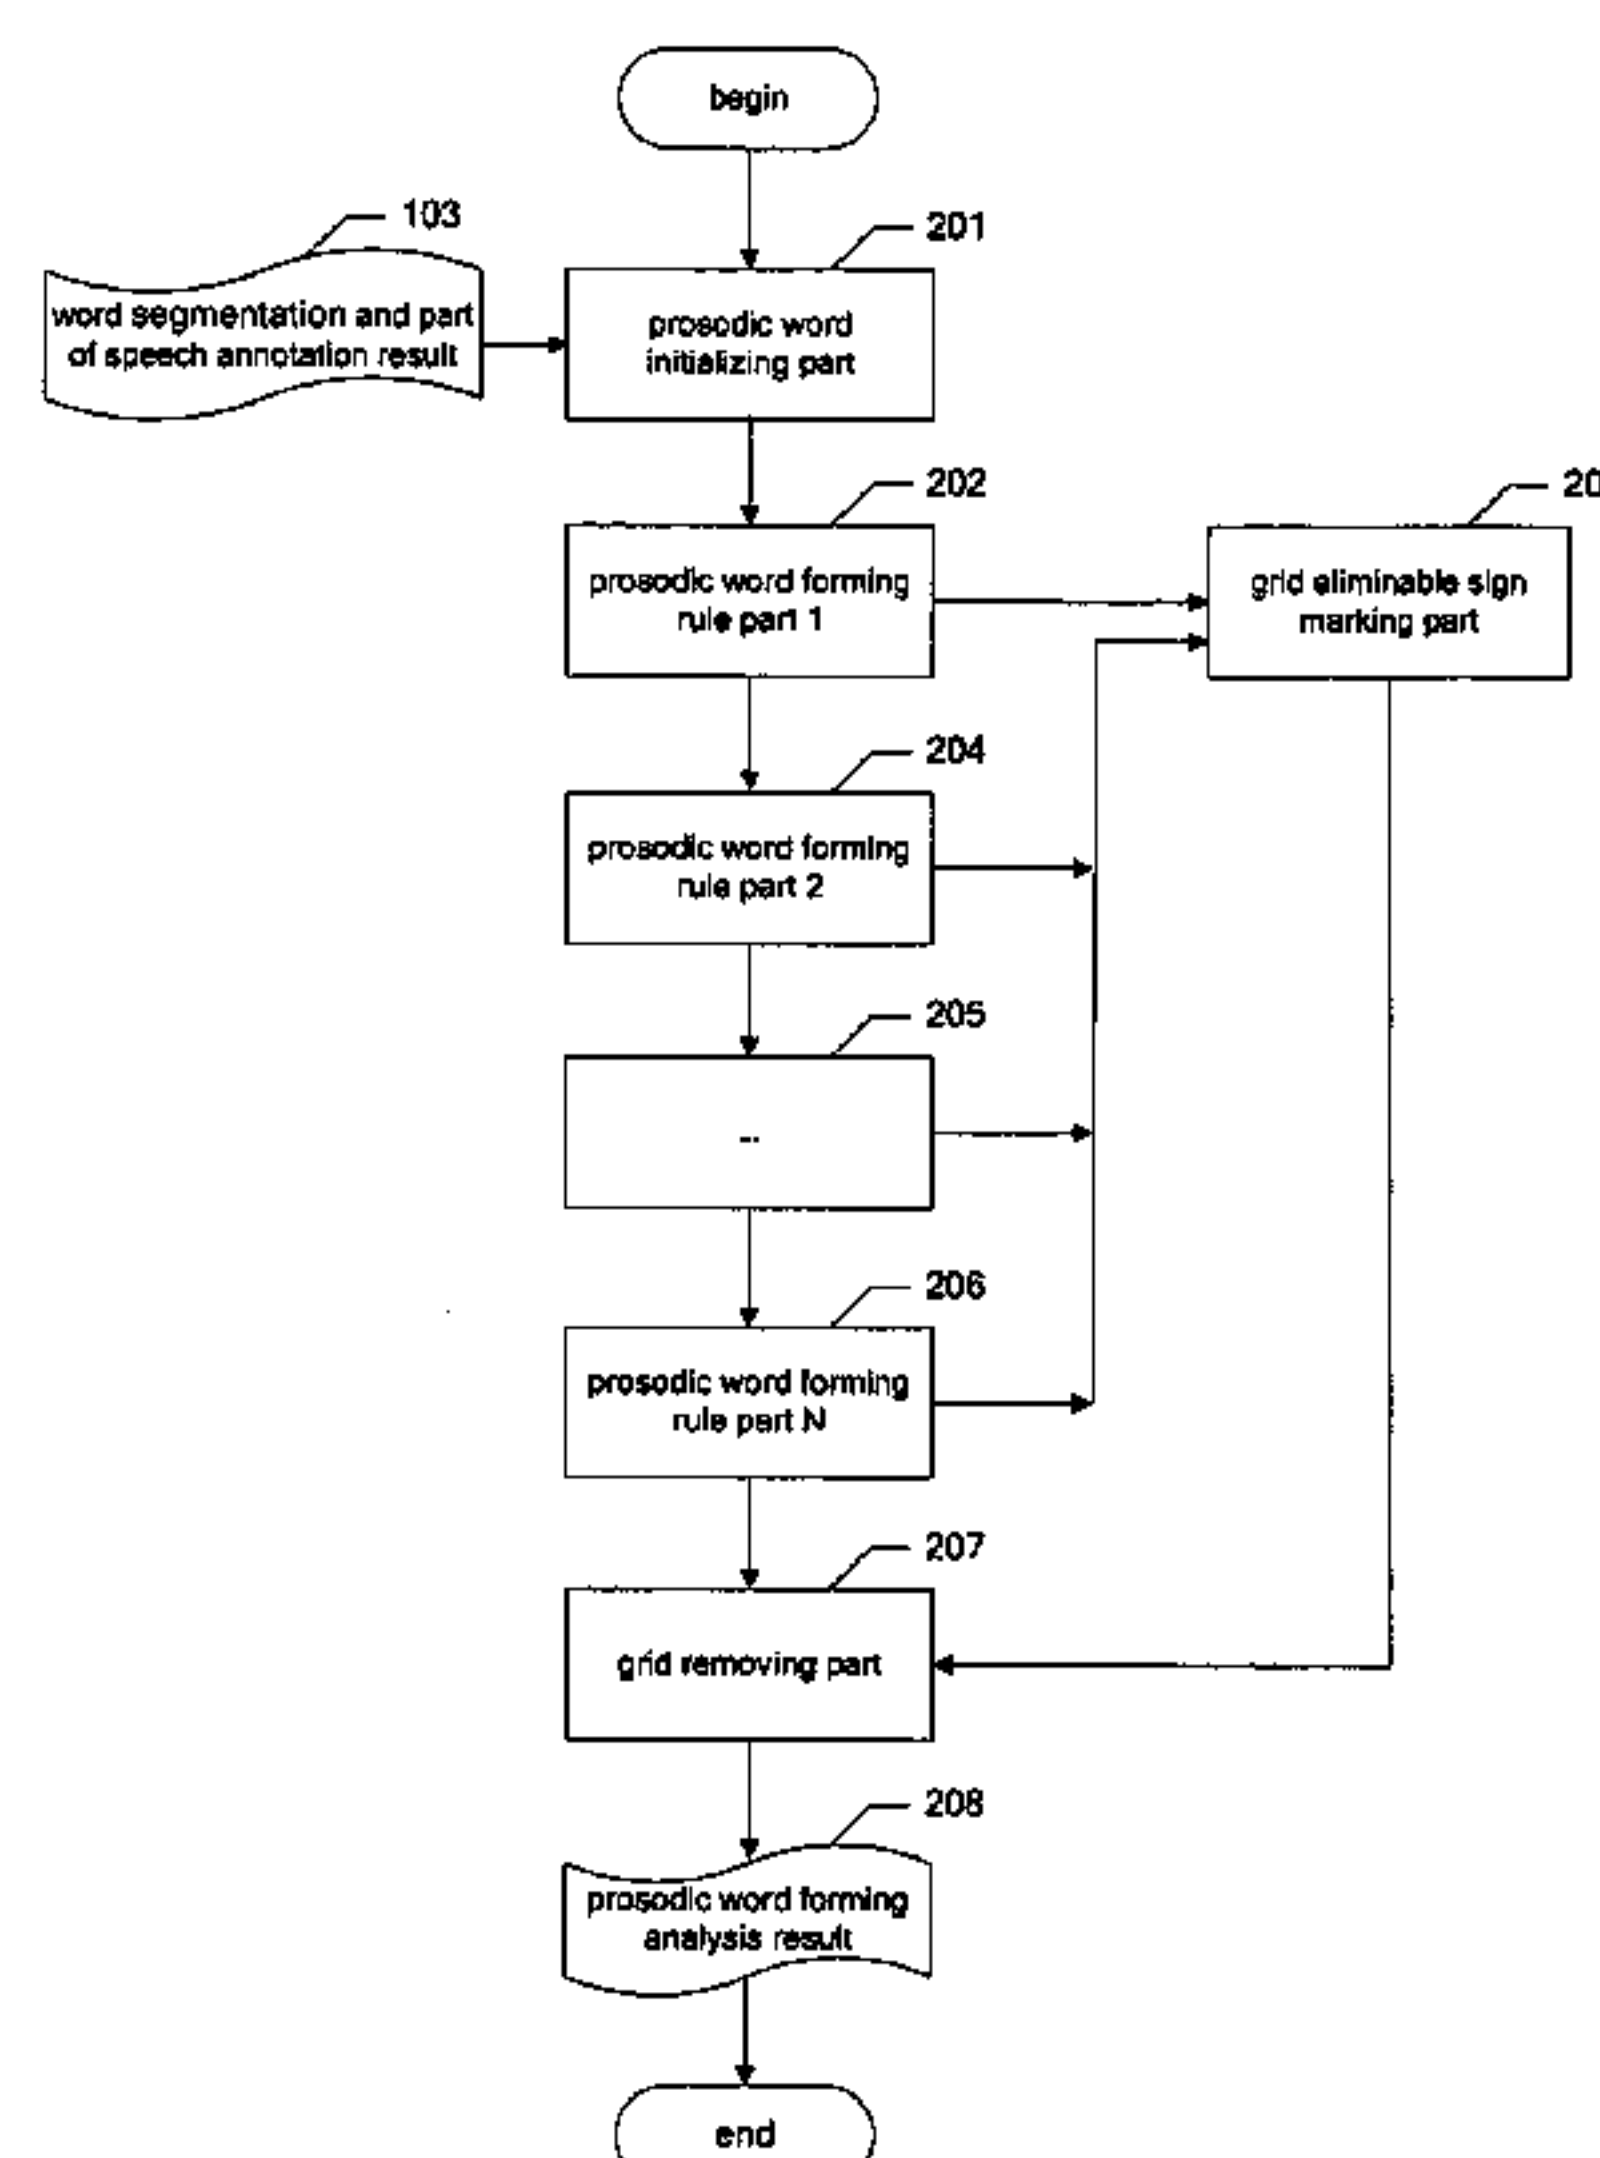 begin
103
201
word segmentation and part
of speech annotation result
prosodic word
initializing part
202
20
prosodic word forming
rule part 1
grid eliminable sign
marking part
204
prosodic word forming
rule part 2
205
...
206
prosodic word forming
rule part N
207
grid removing part
208
prosodic word forming
analysis result
end